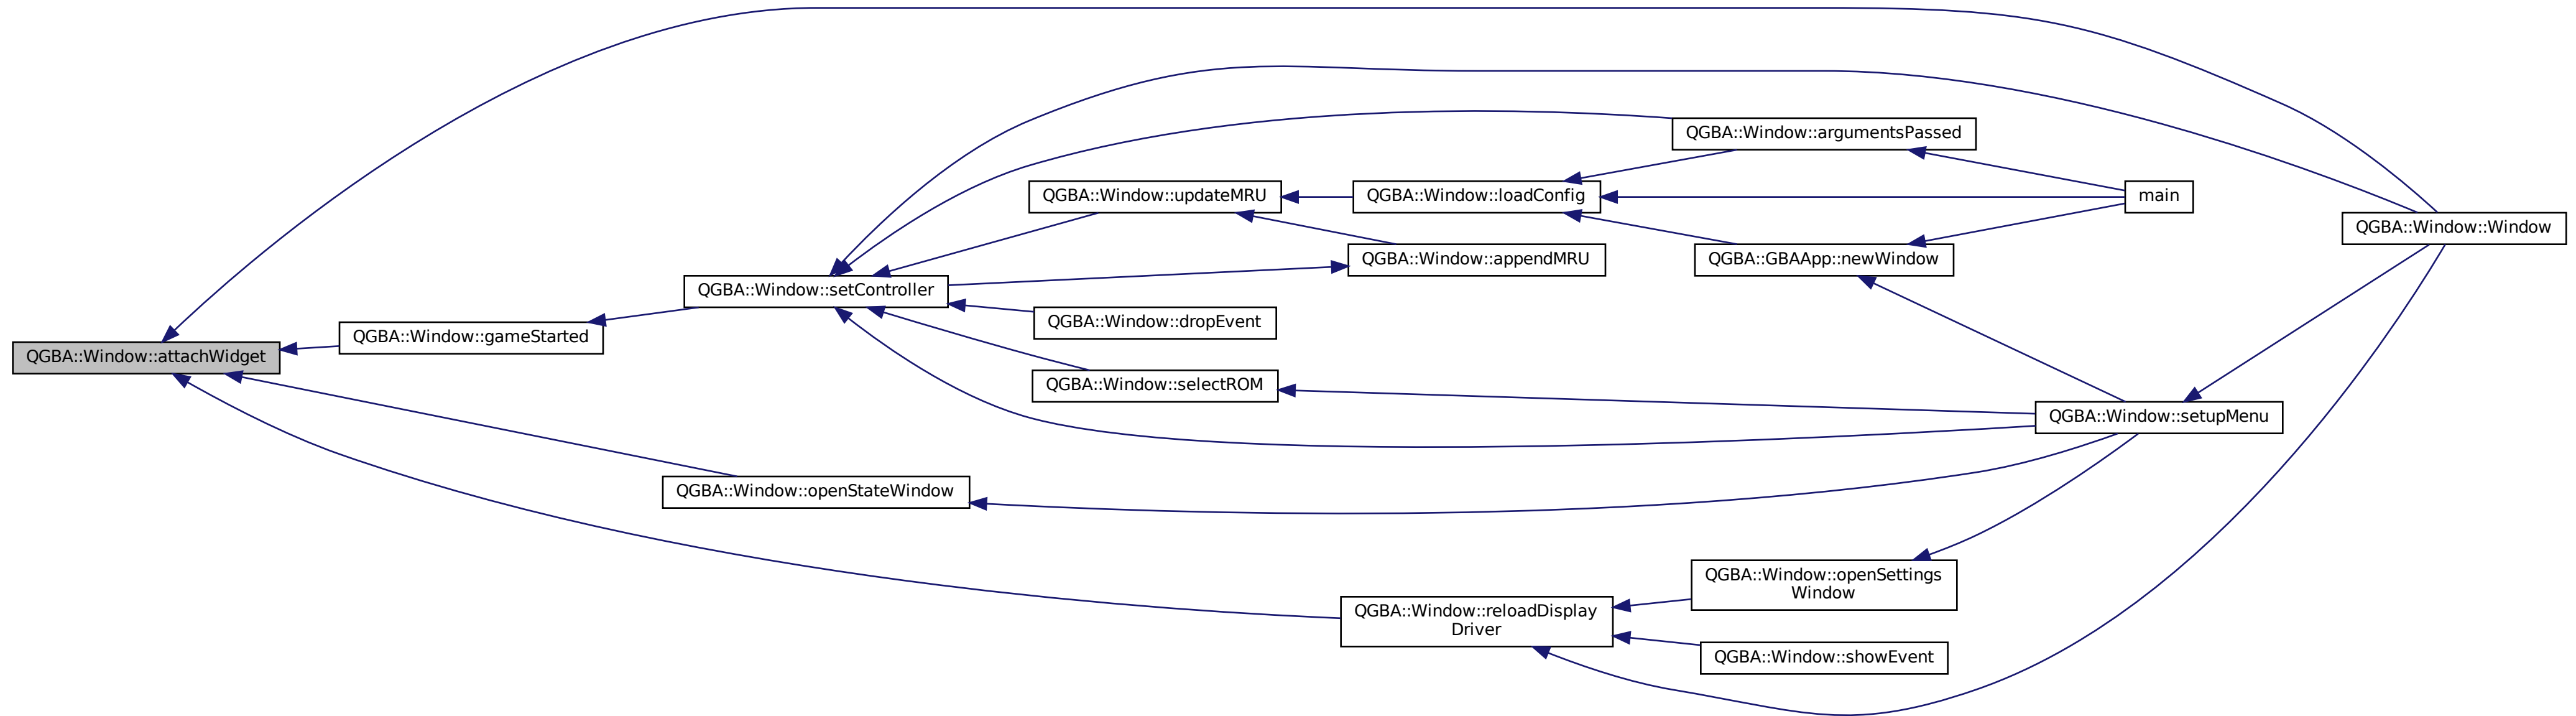 QGBA::Window::attachWidget
QGBA::Window::gameStarted
QGBA::Window::setController
QGBA::Window::updateMRU
QGBA::Window::loadConfig
QGBA::Window::argumentsPassed
main
QGBA::Window::Window
QGBA::Window::appendMRU
QGBA::GBAApp::newWindow
QGBA::Window::dropEvent
QGBA::Window::selectROM
QGBA::Window::setupMenu
QGBA::Window::openStateWindow
QGBA::Window::reloadDisplay
Driver
QGBA::Window::openSettings
Window
QGBA::Window::showEvent